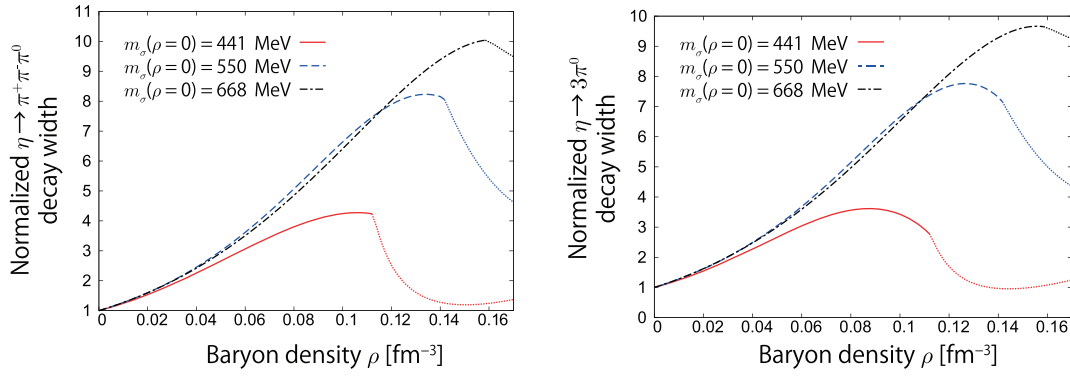 Normalized η→π⁺π⁻π⁰
decay width
11
10
9
8
7
6
5
4
3
2
1
m_σ(ρ=0)=441 MeV
m_σ(ρ=0)=550 MeV
m_σ(ρ=0)=668 MeV
0 0.02 0.04 0.06 0.08 0.1 0.12 0.14 0.16
Baryon density ρ [fm⁻³]
Normalized η→3π⁰
decay width
10
9
8
7
6
5
4
3
2
1
0
m_σ(ρ=0)=441 MeV
m_σ(ρ=0)=550 MeV
m_σ(ρ=0)=668 MeV
0 0.02 0.04 0.06 0.08 0.1 0.12 0.14 0.16
Baryon density ρ [fm⁻³]